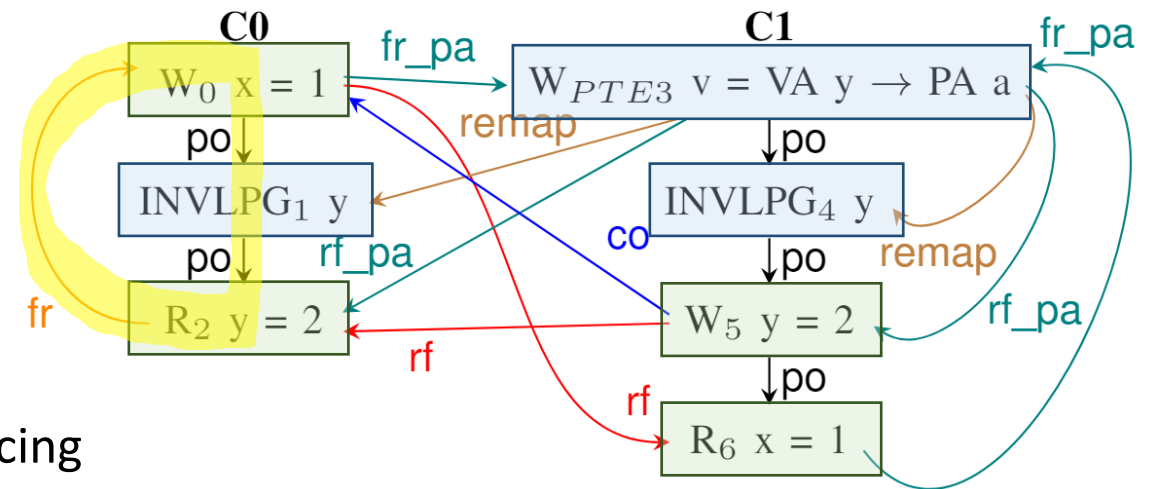 C0
C1
fr_pa
fr_pa
W₀ x = 1
W_PTE3 v = VA y → PA a
remap
po
po
INVLPG₁ y
INVLPG₄ y
co
remap
po
rf_pa
po
rf_pa
fr
R₂ y = 2
W₅ y = 2
rf
po
rf
R₆ x = 1
cing